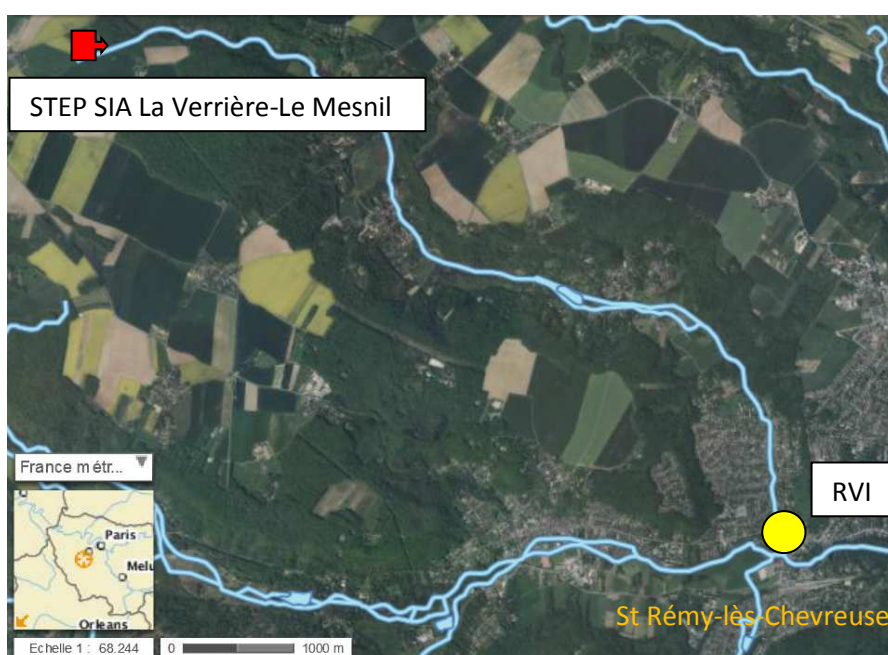 STEP SIA La Verrière-Le Mesnil
RVI
St Rémy-lès-Chevreuse
France métr...
Paris
Melu
Orleans
Echelle 1 : 68.244
0
1000 m